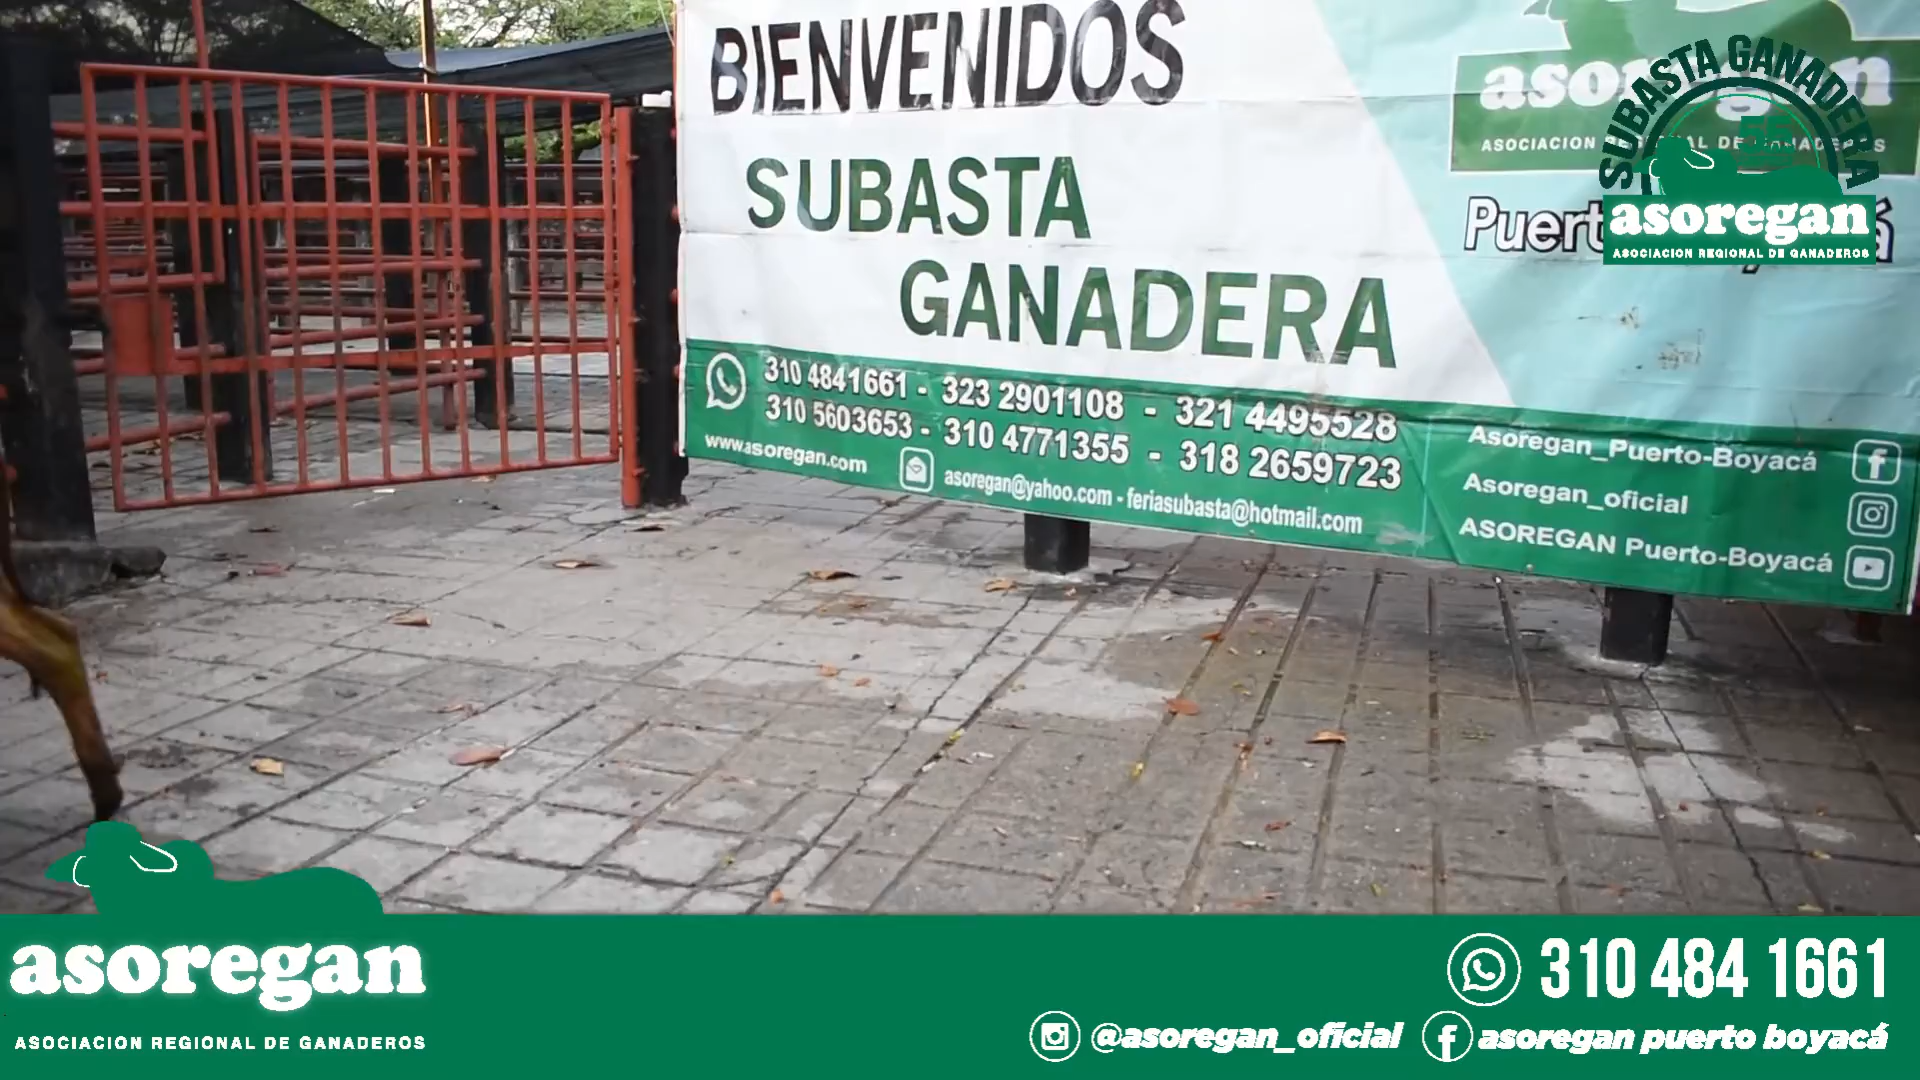 BIENVENIDOS
SUBASTA
GANADERA
310 4841661 - 323 2901108 - 321 4495528
310 5603653 - 310 4771355 - 318 2659723
www.asoregan.com
asoregan@yahoo.com - feriasubasta@hotmail.com
Asoregan_Puerto-Boyacá
Asoregan_oficial
ASOREGAN Puerto-Boyacá
SUBASTA GANADERA
55
asoregan
ASOCIACION REGIONAL DE GANADEROS
asoregan
ASOCIACION REGIONAL DE GANADEROS
310 484 1661
@asoregan_oficial
asoregan puerto boyacá